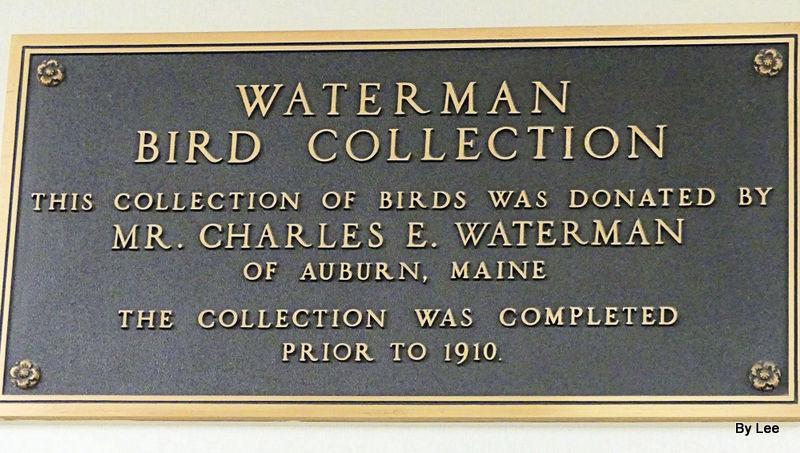 WATERMAN
BIRD COLLECTION
THIS COLLECTION OF BIRDS WAS DONATED BY
MR. CHARLES E. WATERMAN
OF AUBURN, MAINE
THE COLLECTION WAS COMPLETED
PRIOR TO 1910.
By Lee